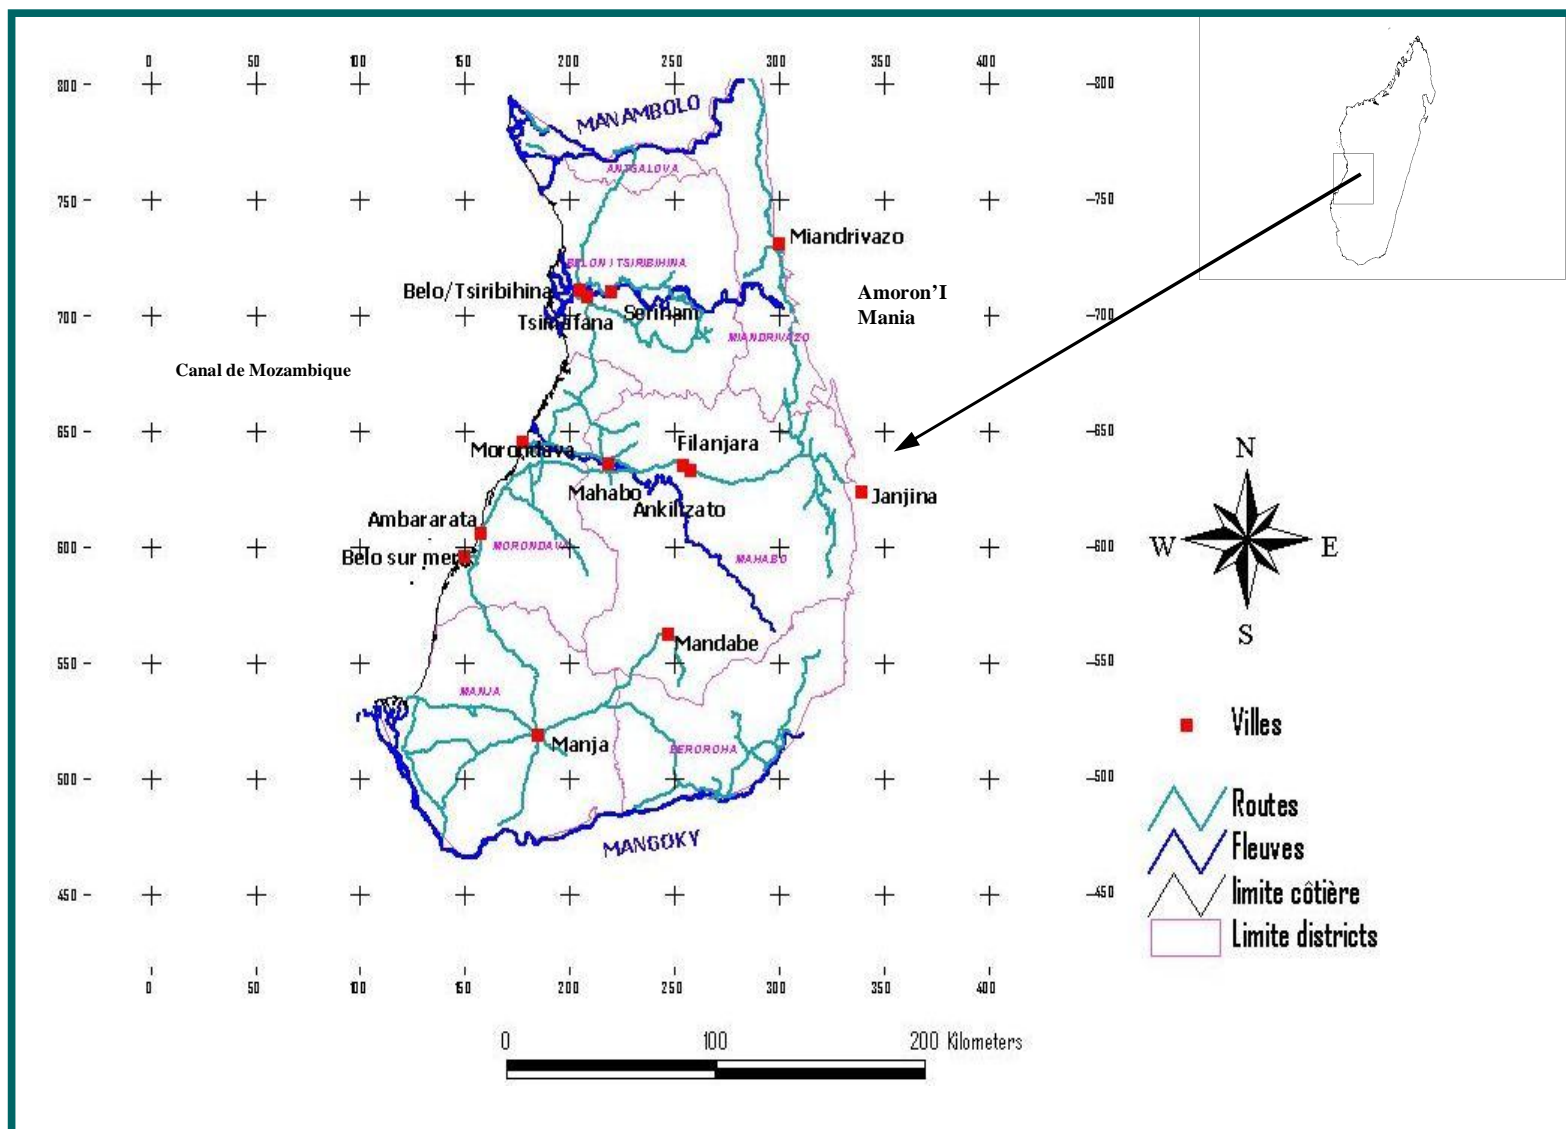 0 50 100 150 200 250 300 350 400
800
800
MANAMBOLO
ANTSALOVA
750
750
Miandrivazo
BELON I TSIRIBIHINA
Belo/Tsiribihina
Amoron'I
Mania
Serinam
Tsimafana
700
700
MIANDRIVAZO
Canal de Mozambique
650
650
Morondava
Filanjara
Mahabo
Ankilizato
Janjina
Ambararata
MORONDAVA
600
600
Belo sur mer
MAHABO
Mandabe
550
550
MANJA
Manja
BEROROHA
500
500
MANGOKY
450
450
0 50 100 150 200 250 300 350 400
0 100 200 Kilometers
N
W E
S
Villes
Routes
Fleuves
limite côtière
Limite districts